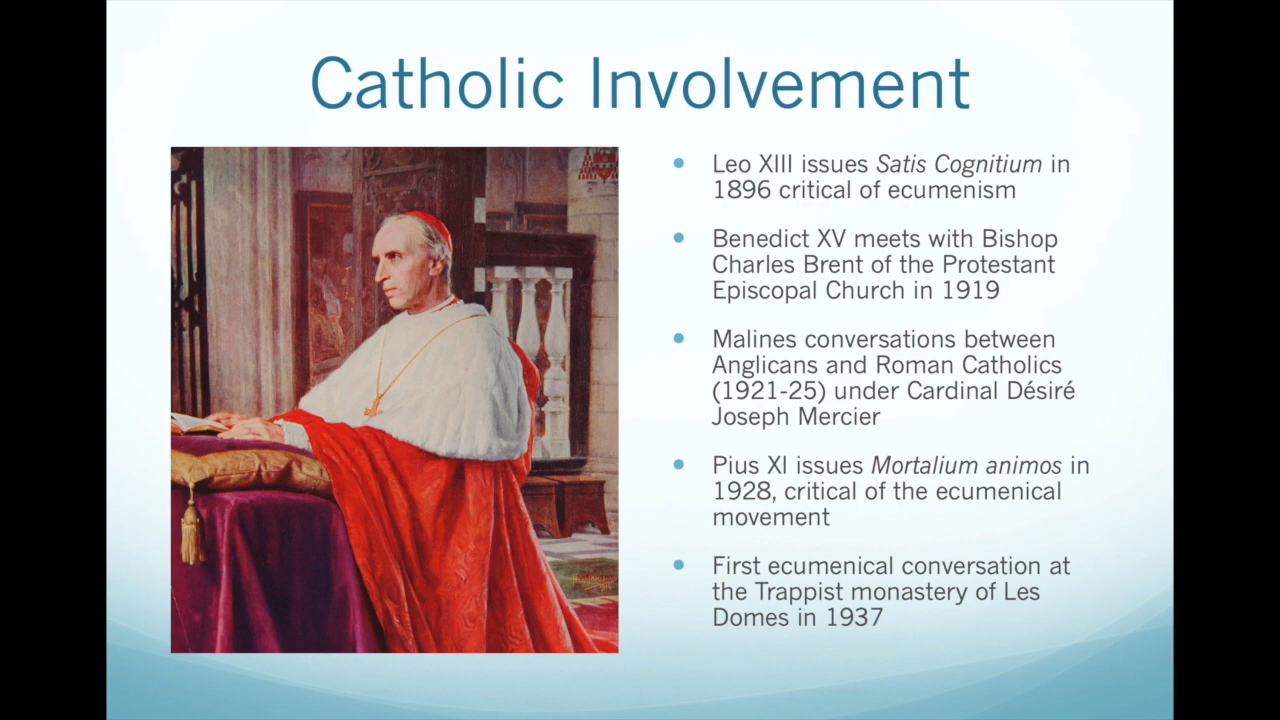 Catholic Involvement
• Leo XIII issues Satis Cognitium in
1896 critical of ecumenism
• Benedict XV meets with Bishop
Charles Brent of the Protestant
Episcopal Church in 1919
• Malines conversations between
Anglicans and Roman Catholics
(1921-25) under Cardinal Désiré
Joseph Mercier
• Pius XI issues Mortalium animos in
1928, critical of the ecumenical
movement
• First ecumenical conversation at
the Trappist monastery of Les
Domes in 1937